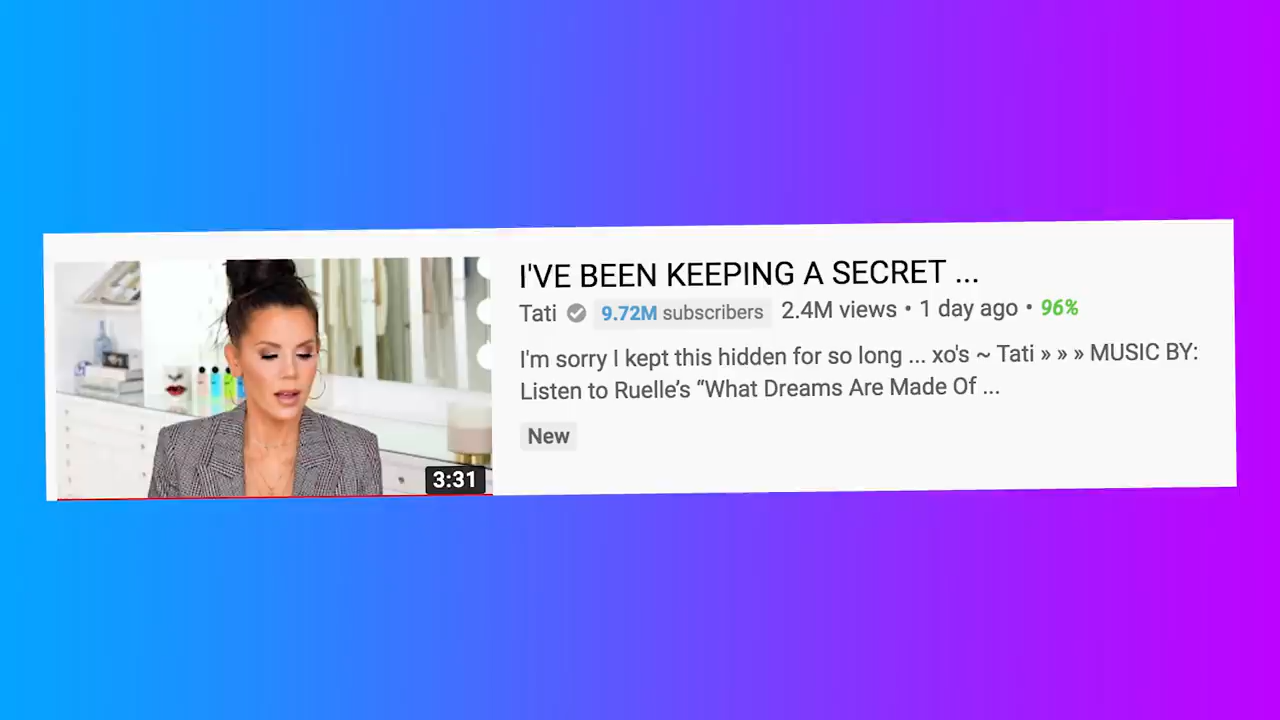 I'VE BEEN KEEPING A SECRET ...
Tati 9.72M subscribers 2.4M views • 1 day ago • 96%
I'm sorry I kept this hidden for so long ... xo's ~ Tati » » » MUSIC BY:
Listen to Ruelle’s “What Dreams Are Made Of ...
New
3:31